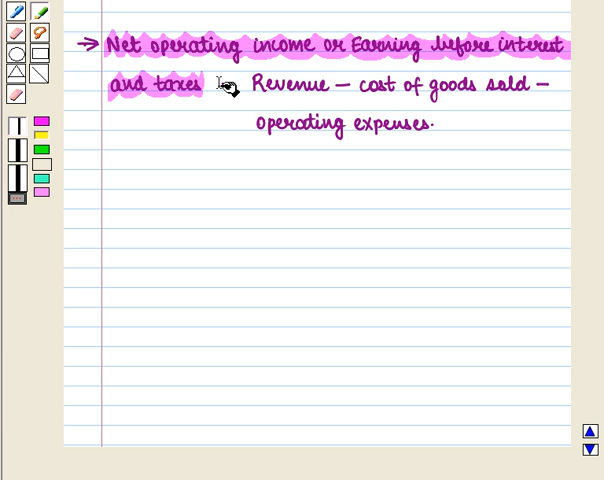 → Net operating income or Earning before interest
and taxes Revenue – cost of goods sold –
operating expenses.